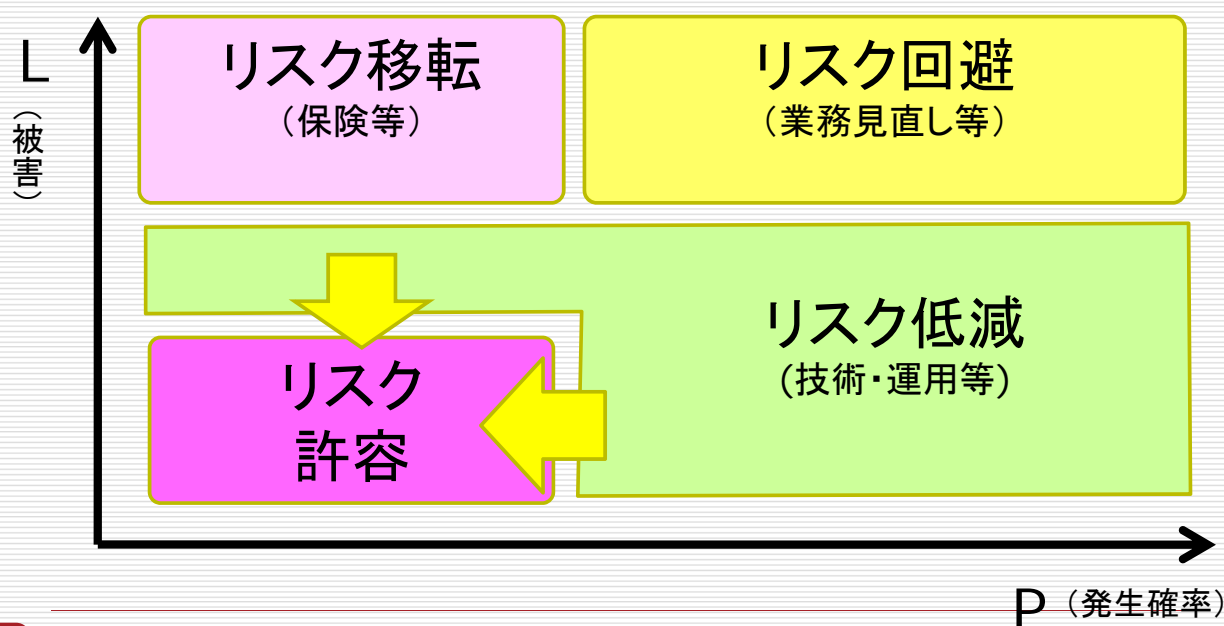 L
（被害）
リスク移転
（保険等）
リスク回避
（業務見直し等）
リスク低減
(技術・運用等)
リスク
許容
P（発生確率）